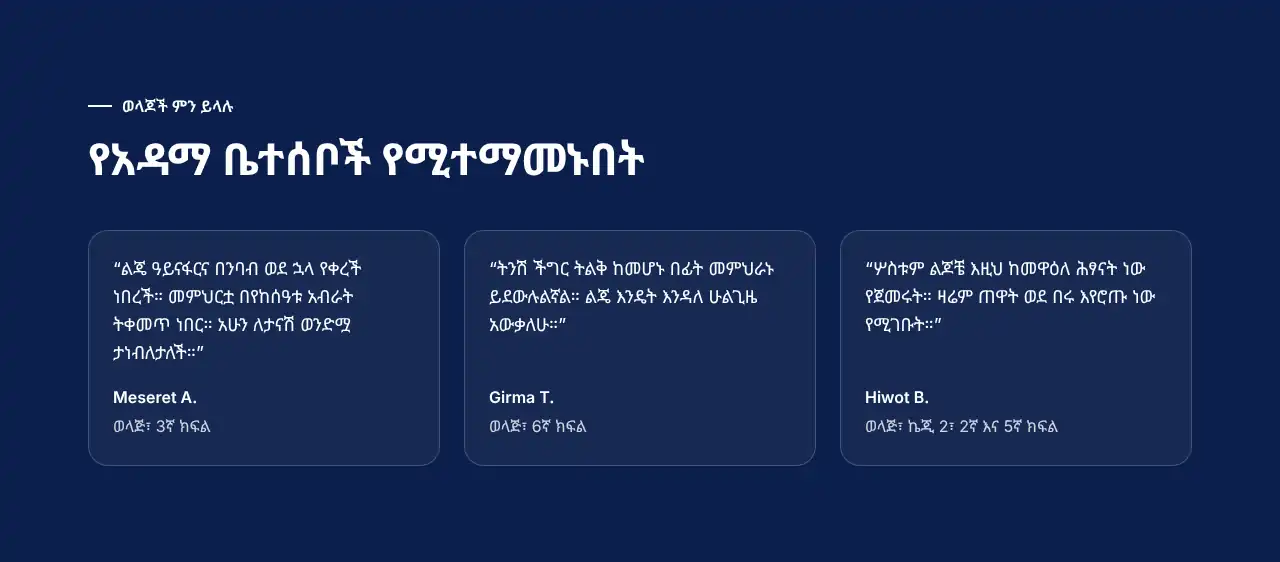 ወላጆች ምን ይላሉ
የአዳማ ቤተሰቦች የሚተማመኑበት
“ልጄ ዓይናፋርና በንባብ ወደ ኋላ የቀረች
ነበረች። መምህርቷ በየከሰዓቱ አብራት
ትቀመጥ ነበር። አሁን ለታናሽ ወንድሟ
ታነብለታለች።”
Meseret A.
ወላጅ፣ 3ኛ ክፍል
“ትንሽ ችግር ትልቅ ከመሆኑ በፊት መምህራኑ
ይደውሉልኛል። ልጄ እንዴት እንዳለ ሁልጊዜ
አውቃለሁ።”
Girma T.
ወላጅ፣ 6ኛ ክፍል
“ሦስቱም ልጆቼ እዚህ ከመዋዕለ ሕፃናት ነው
የጀመሩት። ዛሬም ጠዋት ወደ በሩ እየሮጡ ነው
የሚገቡት።”
Hiwot B.
ወላጅ፣ ኬጂ 2፣ 2ኛ እና 5ኛ ክፍል